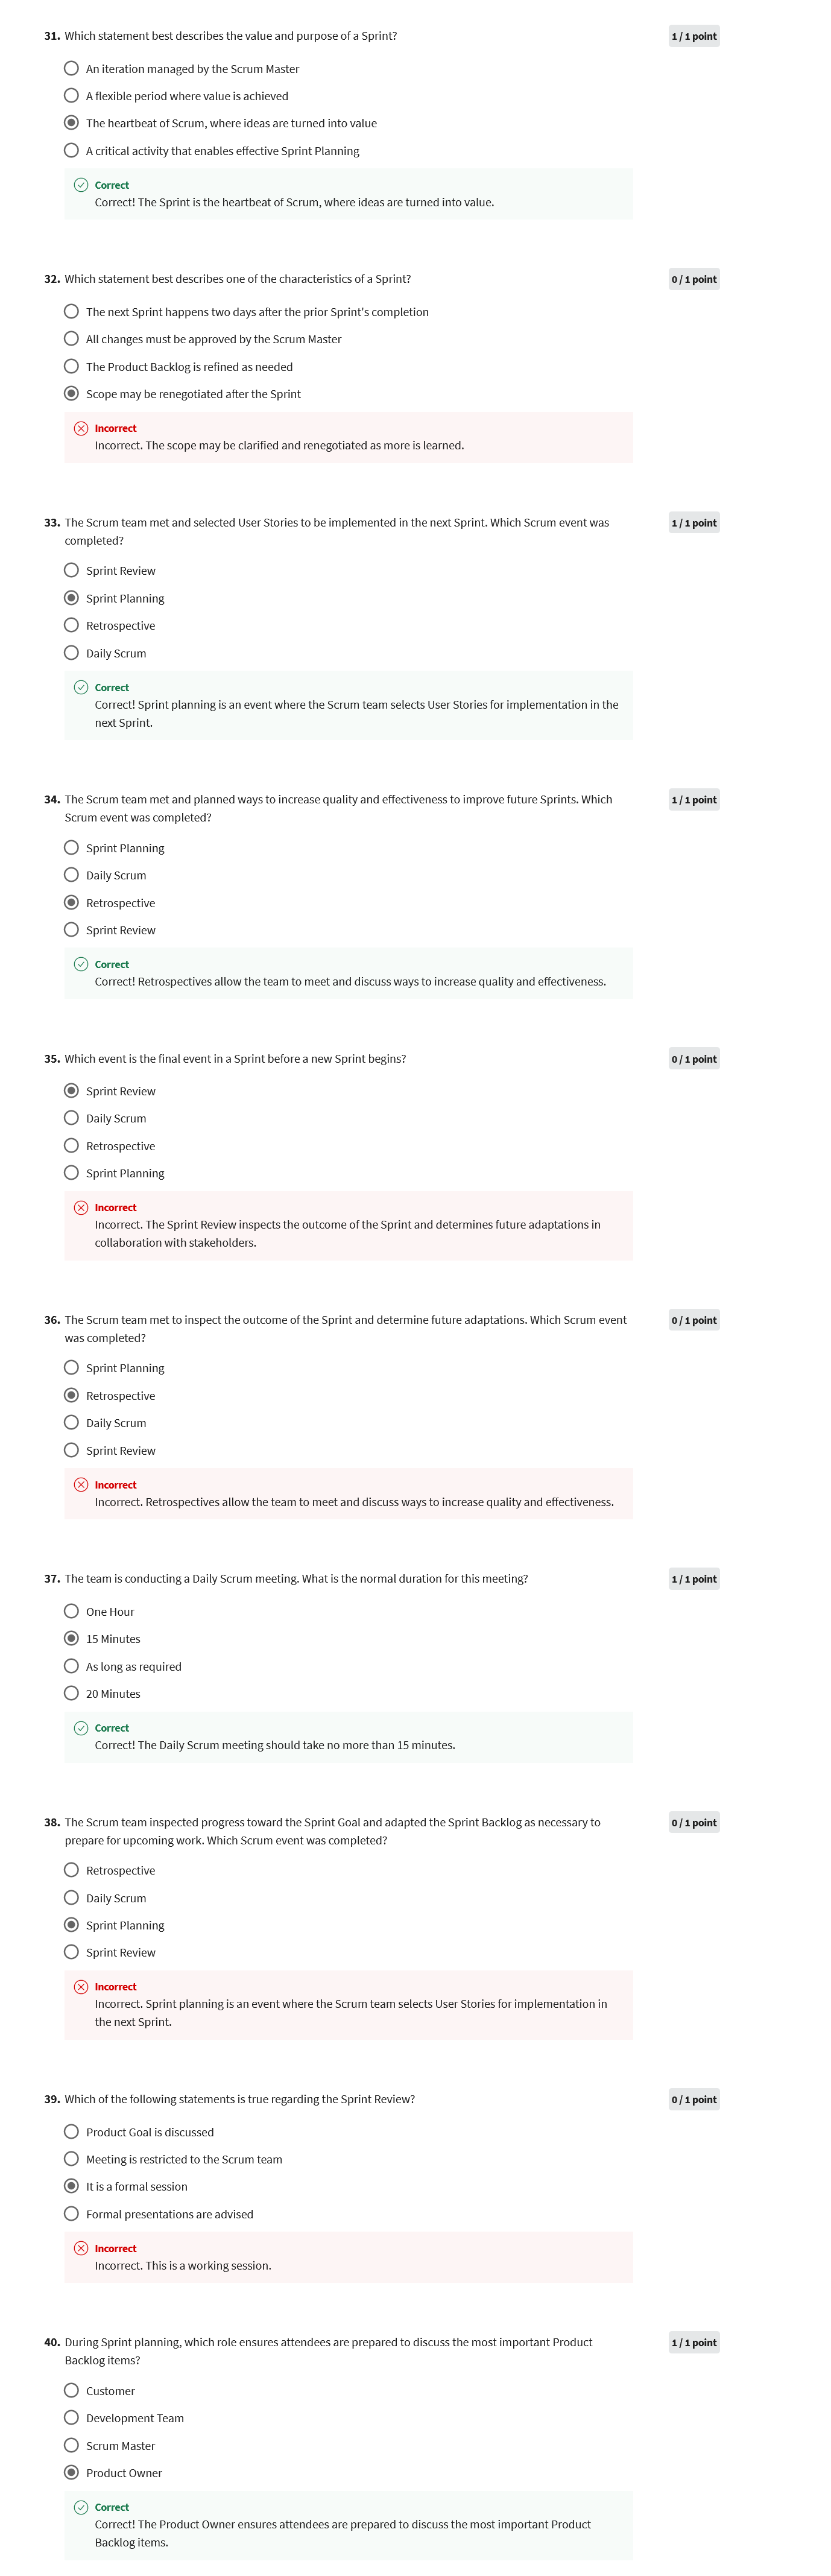 31. Which statement best describes the value and purpose of a Sprint? 1 / 1 point
An iteration managed by the Scrum Master
A flexible period where value is achieved
The heartbeat of Scrum, where ideas are turned into value
A critical activity that enables effective Sprint Planning
Correct
Correct! The Sprint is the heartbeat of Scrum, where ideas are turned into value.
32. Which statement best describes one of the characteristics of a Sprint? 0 / 1 point
The next Sprint happens two days after the prior Sprint's completion
All changes must be approved by the Scrum Master
The Product Backlog is refined as needed
Scope may be renegotiated after the Sprint
Incorrect
Incorrect. The scope may be clarified and renegotiated as more is learned.
33. The Scrum team met and selected User Stories to be implemented in the next Sprint. Which Scrum event was 1 / 1 point
completed?
Sprint Review
Sprint Planning
Retrospective
Daily Scrum
Correct
Correct! Sprint planning is an event where the Scrum team selects User Stories for implementation in the
next Sprint.
34. The Scrum team met and planned ways to increase quality and effectiveness to improve future Sprints. Which 1 / 1 point
Scrum event was completed?
Sprint Planning
Daily Scrum
Retrospective
Sprint Review
Correct
Correct! Retrospectives allow the team to meet and discuss ways to increase quality and effectiveness.
35. Which event is the final event in a Sprint before a new Sprint begins? 0 / 1 point
Sprint Review
Daily Scrum
Retrospective
Sprint Planning
Incorrect
Incorrect. The Sprint Review inspects the outcome of the Sprint and determines future adaptations in
collaboration with stakeholders.
36. The Scrum team met to inspect the outcome of the Sprint and determine future adaptations. Which Scrum event 0 / 1 point
was completed?
Sprint Planning
Retrospective
Daily Scrum
Sprint Review
Incorrect
Incorrect. Retrospectives allow the team to meet and discuss ways to increase quality and effectiveness.
37. The team is conducting a Daily Scrum meeting. What is the normal duration for this meeting? 1 / 1 point
One Hour
15 Minutes
As long as required
20 Minutes
Correct
Correct! The Daily Scrum meeting should take no more than 15 minutes.
38. The Scrum team inspected progress toward the Sprint Goal and adapted the Sprint Backlog as necessary to 0 / 1 point
prepare for upcoming work. Which Scrum event was completed?
Retrospective
Daily Scrum
Sprint Planning
Sprint Review
Incorrect
Incorrect. Sprint planning is an event where the Scrum team selects User Stories for implementation in
the next Sprint.
39. Which of the following statements is true regarding the Sprint Review? 0 / 1 point
Product Goal is discussed
Meeting is restricted to the Scrum team
It is a formal session
Formal presentations are advised
Incorrect
Incorrect. This is a working session.
40. During Sprint planning, which role ensures attendees are prepared to discuss the most important Product 1 / 1 point
Backlog items?
Customer
Development Team
Scrum Master
Product Owner
Correct
Correct! The Product Owner ensures attendees are prepared to discuss the most important Product
Backlog items.